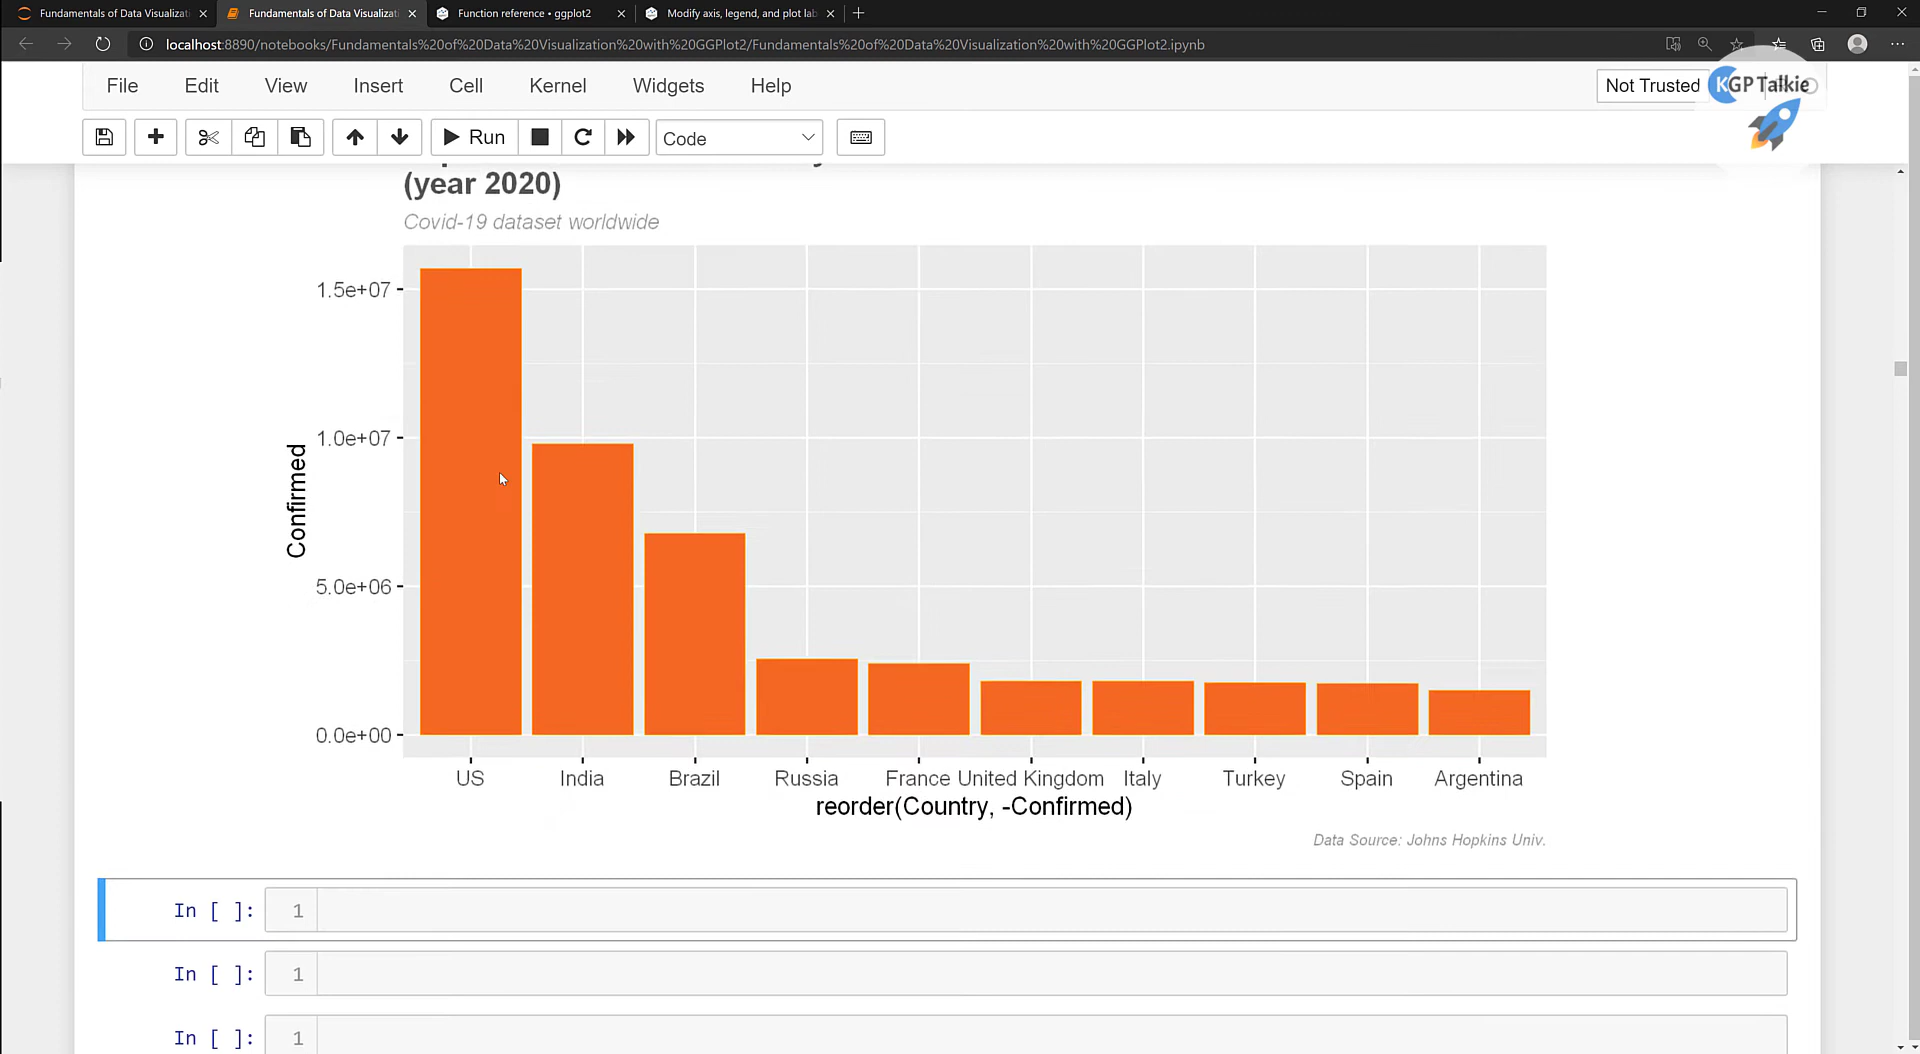 Fundamentals of Data Visualizati
Fundamentals of Data Visualizati
Function reference • ggplot2
Modify axis, legend, and plot lab
localhost:8890/notebooks/Fundamentals%20of%20Data%20Visualization%20with%20GGPlot2/Fundamentals%20of%20Data%20Visualization%20with%20GGPlot2.ipynb
File Edit View Insert Cell Kernel Widgets Help
Not Trusted
KGP Talkie
Run
Code
(year 2020)
Covid-19 dataset worldwide
1.5e+07
1.0e+07
5.0e+06
0.0e+00
Confirmed
US India Brazil Russia France United Kingdom Italy Turkey Spain Argentina
reorder(Country, -Confirmed)
Data Source: Johns Hopkins Univ.
In [ ]: 1
In [ ]: 1
In [ ]: 1